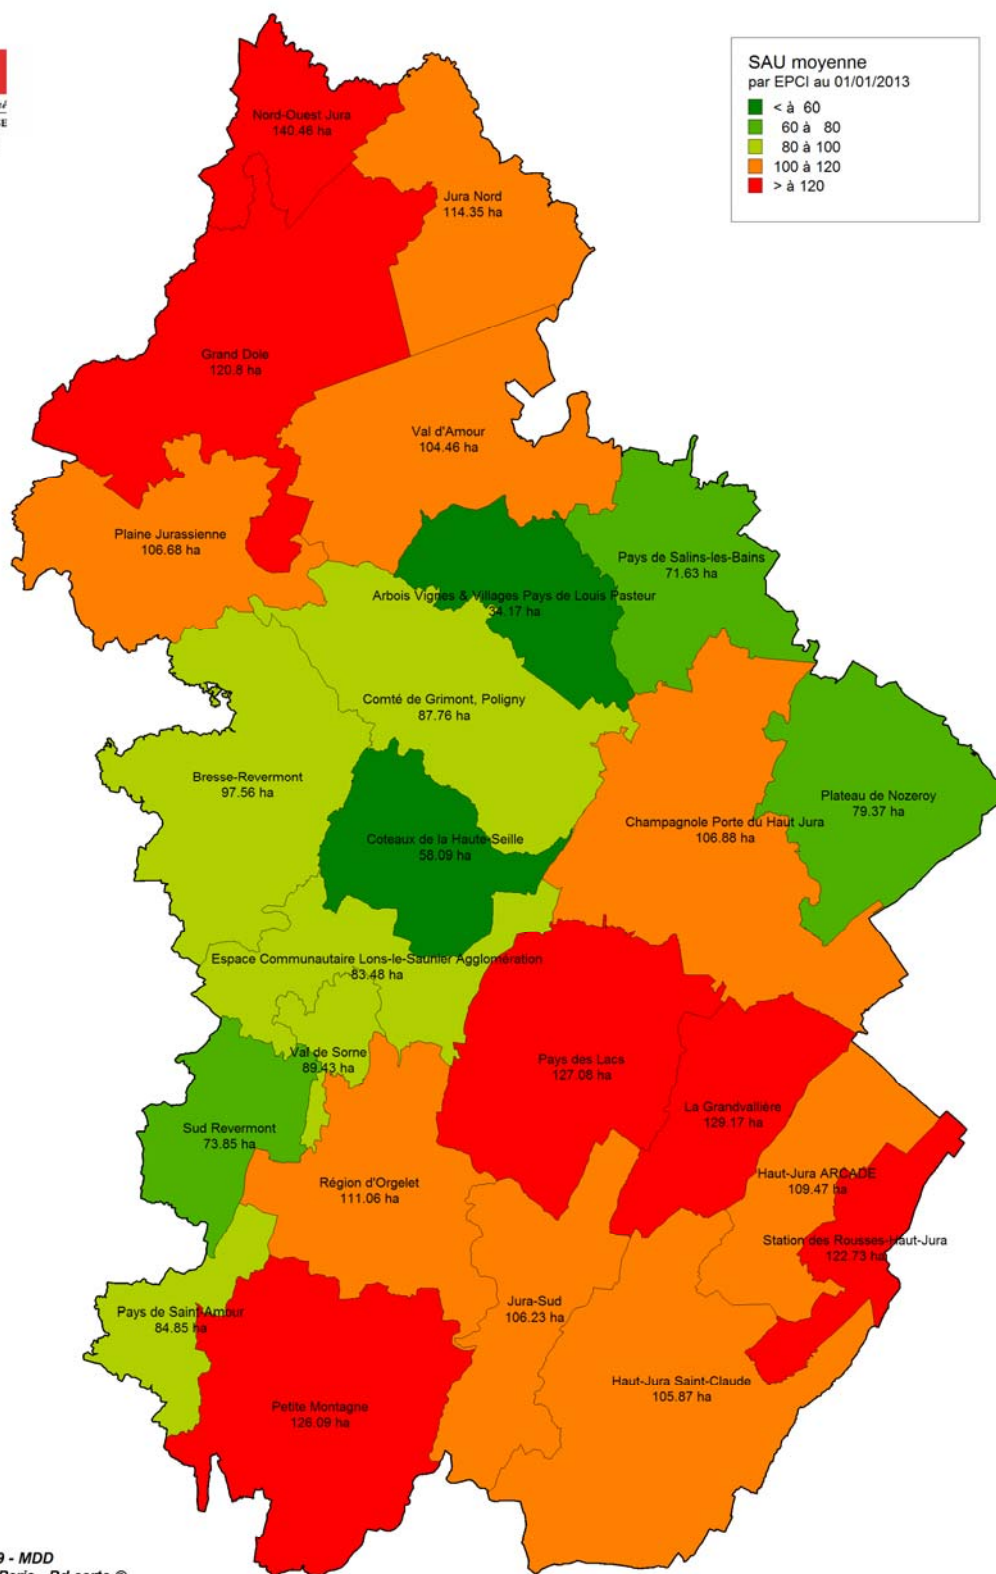 SAU moyenne
par EPCI au 01/01/2013
< à 60
60 à 80
80 à 100
100 à 120
> à 120
Nord-Ouest Jura
140.46 ha
Jura Nord
114.35 ha
Grand Dole
120.8 ha
Val d'Amour
104.46 ha
Plaine Jurassienne
106.68 ha
Pays de Salins-les-Bains
71.63 ha
Arbois Vignes & Villages Pays de Louis Pasteur
34.17 ha
Comté de Grimont, Poligny
87.76 ha
Bresse-Revermont
97.56 ha
Plateau de Nozeroy
79.37 ha
Champagnole Porte du Haut Jura
106.88 ha
Coteaux de la Haute-Seille
58.09 ha
Espace Communautaire Lons-le-Saunier Agglomération
83.48 ha
Val de Sorne
89.43 ha
Pays des Lacs
127.08 ha
La Grandvallière
129.17 ha
Sud Revermont
73.85 ha
Région d'Orgelet
111.06 ha
Haut-Jura ARCADE
109.47 ha
Station des Rousses-Haut-Jura
122.73 ha
Jura-Sud
106.23 ha
Pays de Saint-Amour
84.85 ha
Haut-Jura Saint-Claude
105.87 ha
Petite Montagne
126.09 ha
9 - MDD